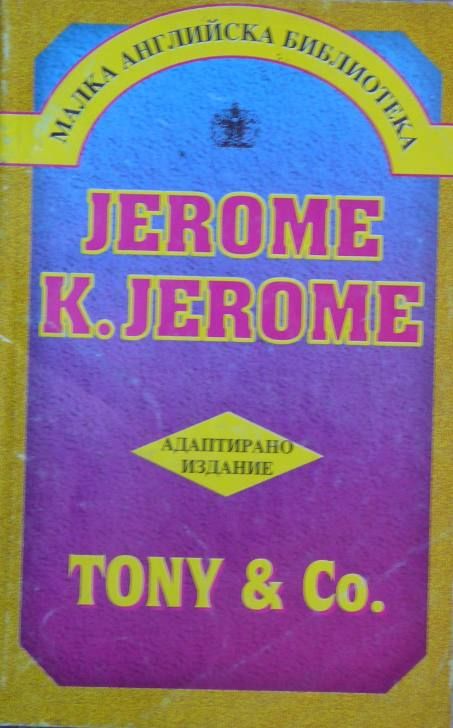 МАЛКА АНГЛИЙСКА БИБЛИОТЕКА
JEROME
K. JEROME
АДАПТИРАНО
ИЗДАНИЕ
TONY & Co.